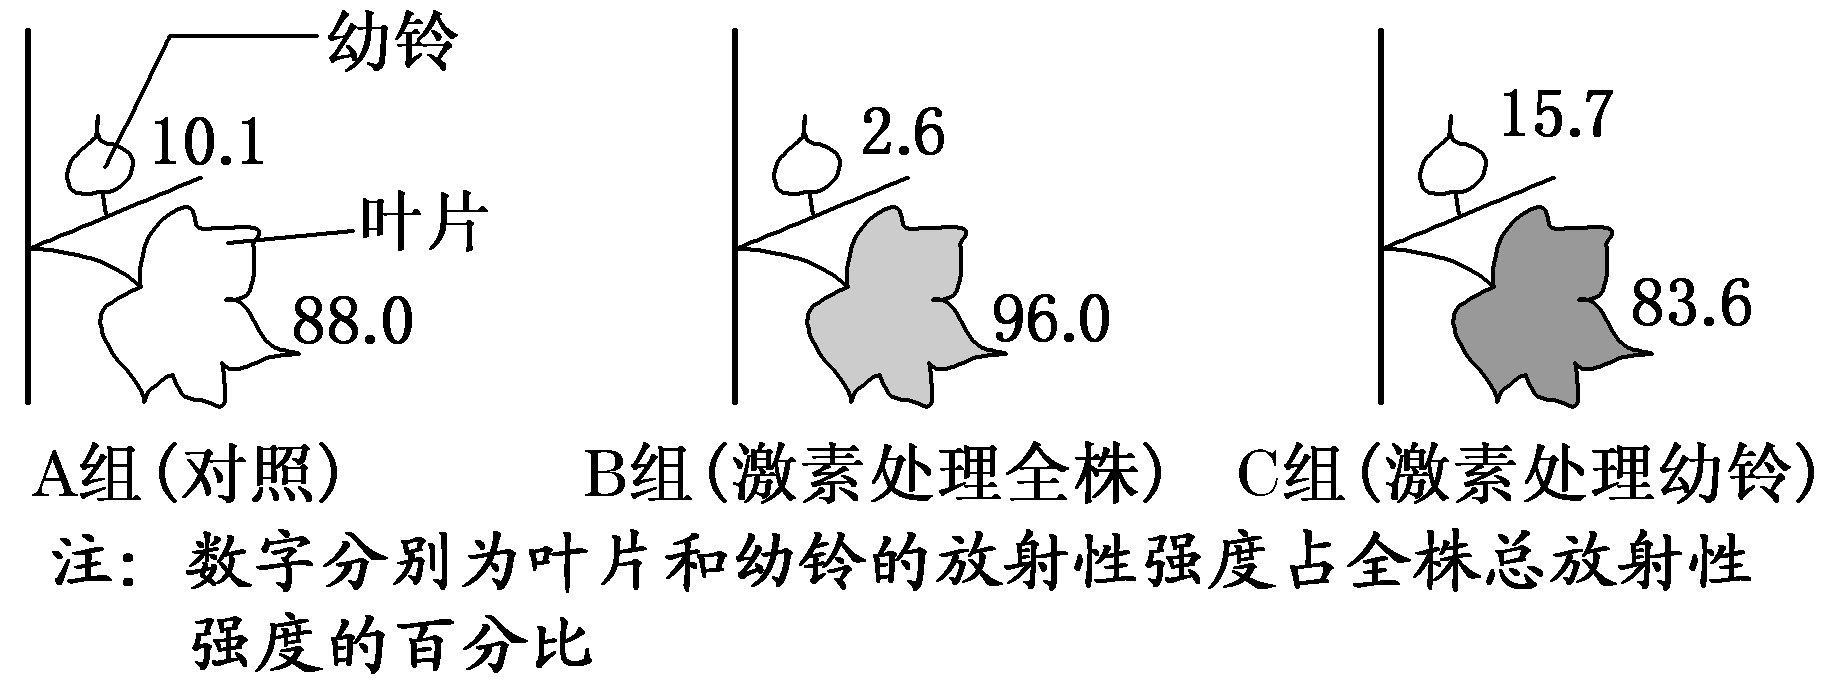 幼铃
10.1
叶片
88.0
2.6
96.0
15.7
83.6
A组(对照)
B组(激素处理全株)
C组(激素处理幼铃)
注：数字分别为叶片和幼铃的放射性强度占全株总放射性
强度的百分比